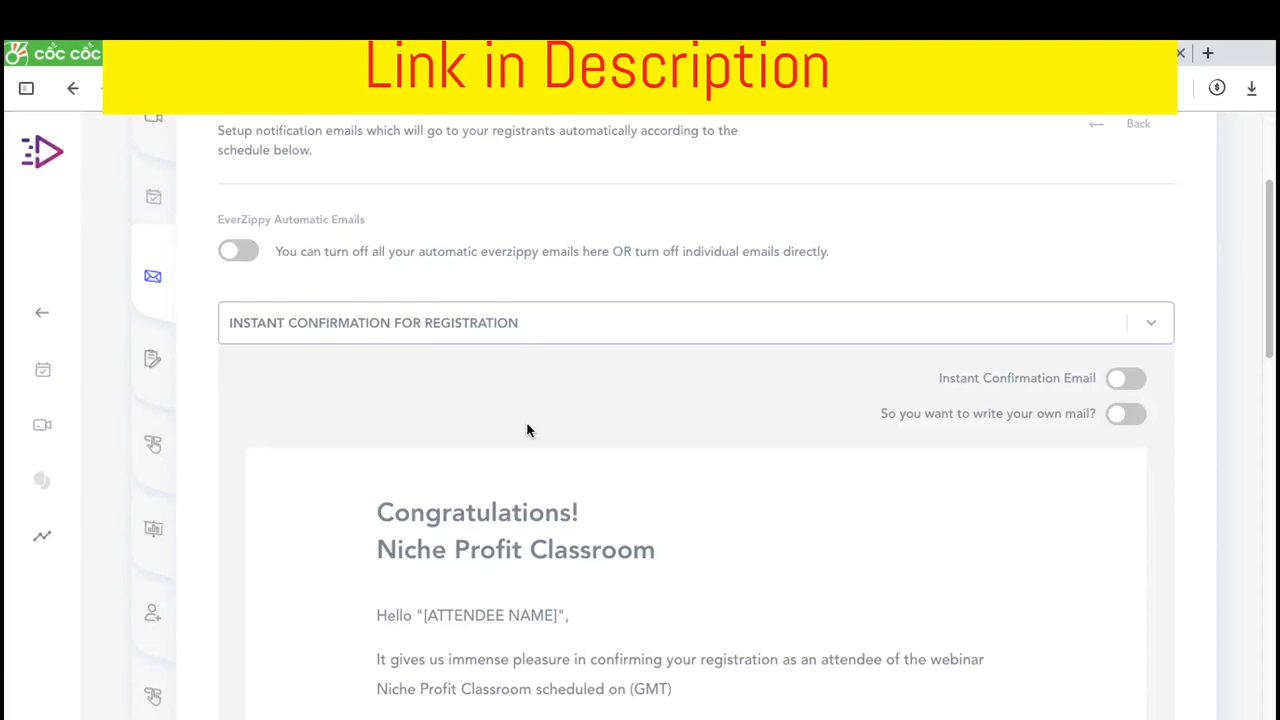 Link in Description
cốc cốc
Setup notification emails which will go to your registrants automatically according to the
schedule below.
Back
EverZippy Automatic Emails
You can turn off all your automatic everzippy emails here OR turn off individual emails directly.
INSTANT CONFIRMATION FOR REGISTRATION
Instant Confirmation Email
So you want to write your own mail?
Congratulations!
Niche Profit Classroom
Hello "[ATTENDEE NAME]",
It gives us immense pleasure in confirming your registration as an attendee of the webinar
Niche Profit Classroom scheduled on (GMT)